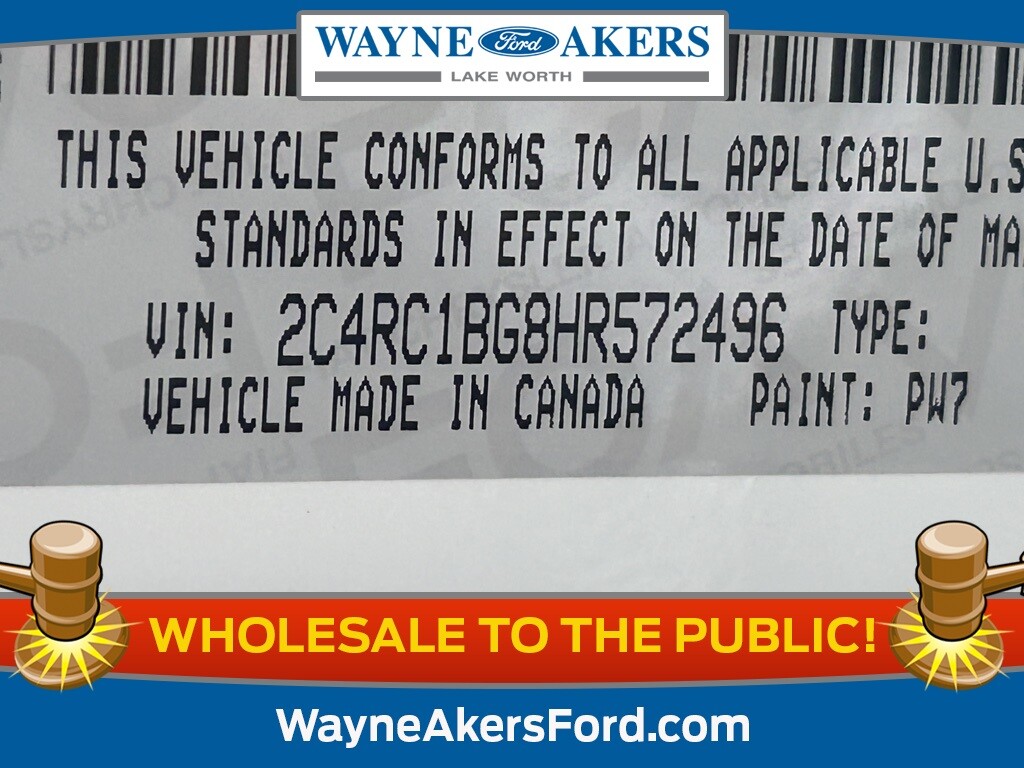 WAYNE Ford AKERS
LAKE WORTH
THIS VEHICLE CONFORMS TO ALL APPLICABLE U.S
STANDARDS IN EFFECT ON THE DATE OF MA
VIN: 2C4RC1BG8HR572496 TYPE:
VEHICLE MADE IN CANADA PAINT: PW7
WHOLESALE TO THE PUBLIC!
WayneAkersFord.com